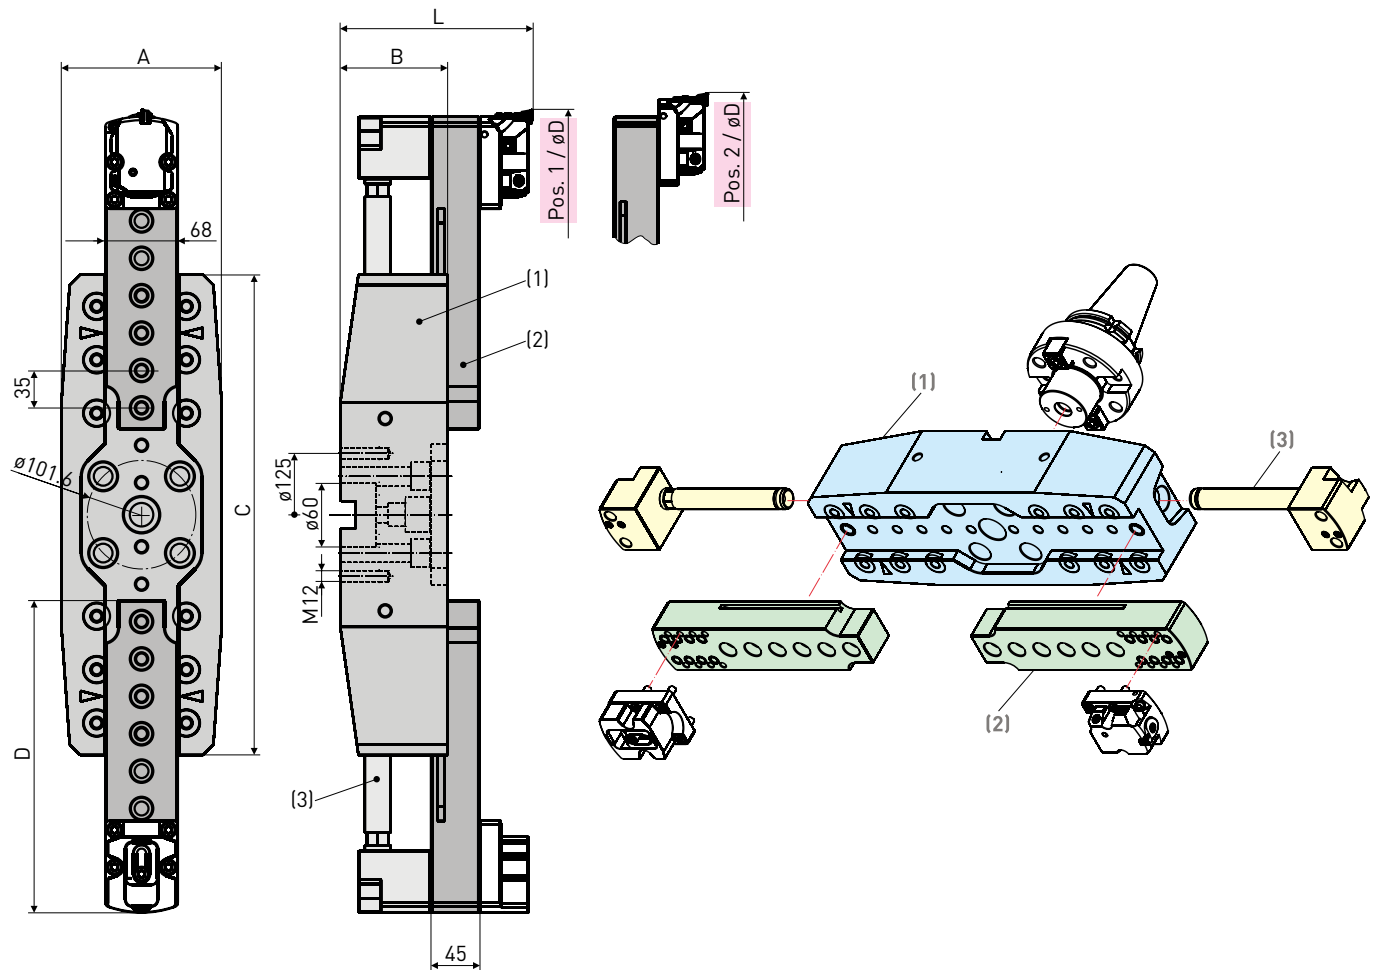 L
A
B
Pos. 1 / øD
Pos. 2 / øD
68
(1)
(2)
35
ø101.6
ø125
ø60
C
M12
D
(3)
45
(1)
(3)
(2)